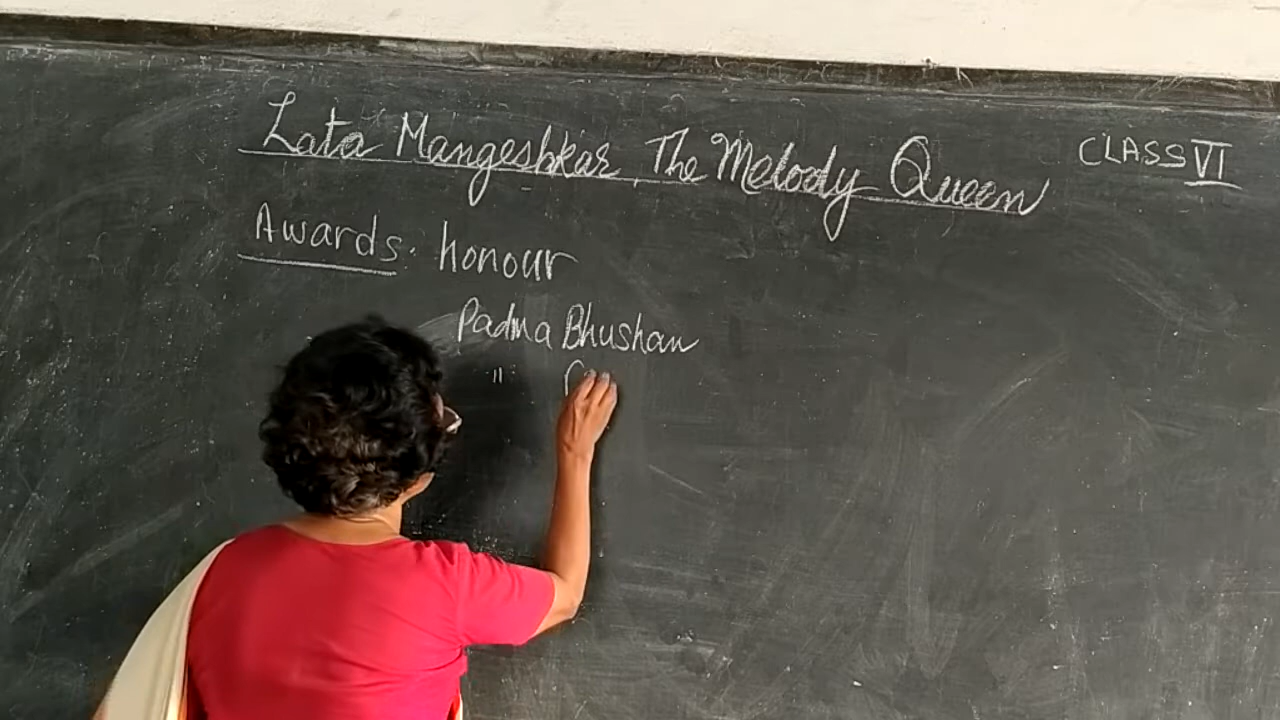 Lata Mangeshkar, The Melody Queen
CLASS VI
Awards: honour
Padma Bhushan
"